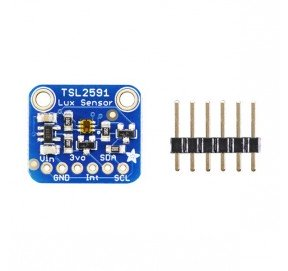 TSL2591
Lux Sensor
Vin 3vo SDA
GND Int SCL